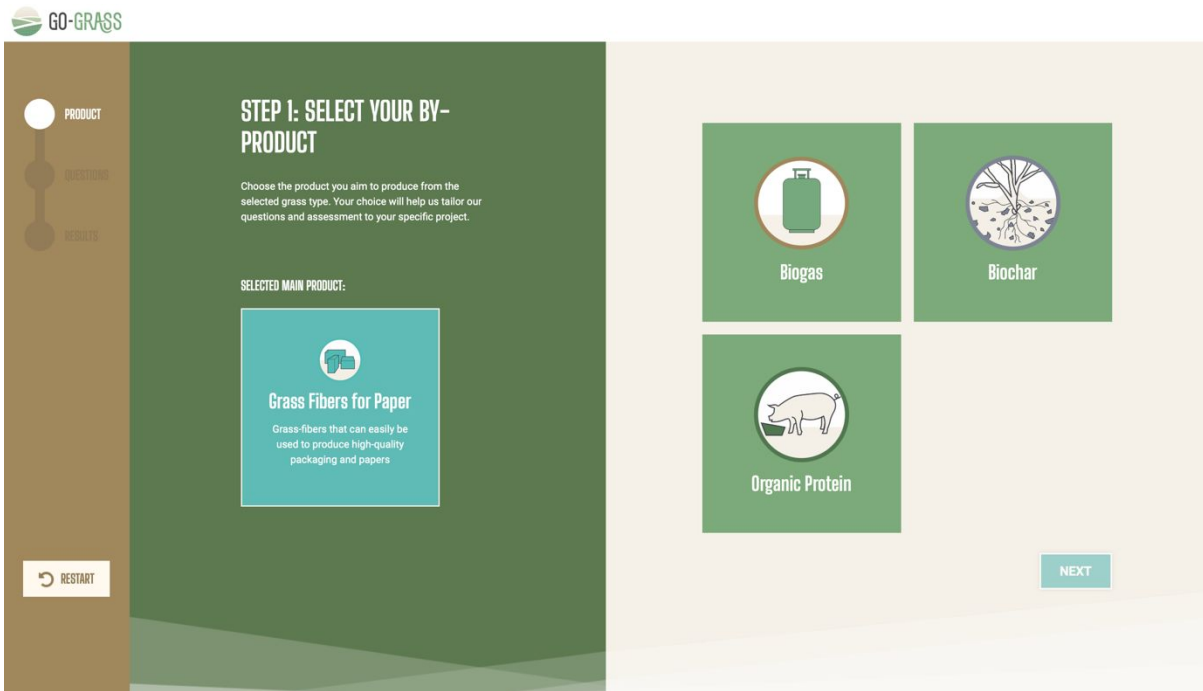 GO-GRASS
PRODUCT
QUESTIONS
RESULTS
RESTART
STEP 1: SELECT YOUR BY-
PRODUCT
Choose the product you aim to produce from the
selected grass type. Your choice will help us tailor our
questions and assessment to your specific project.
SELECTED MAIN PRODUCT:
Grass Fibers for Paper
Grass-fibers that can easily be
used to produce high-quality
packaging and papers
Biogas
Biochar
Organic Protein
NEXT